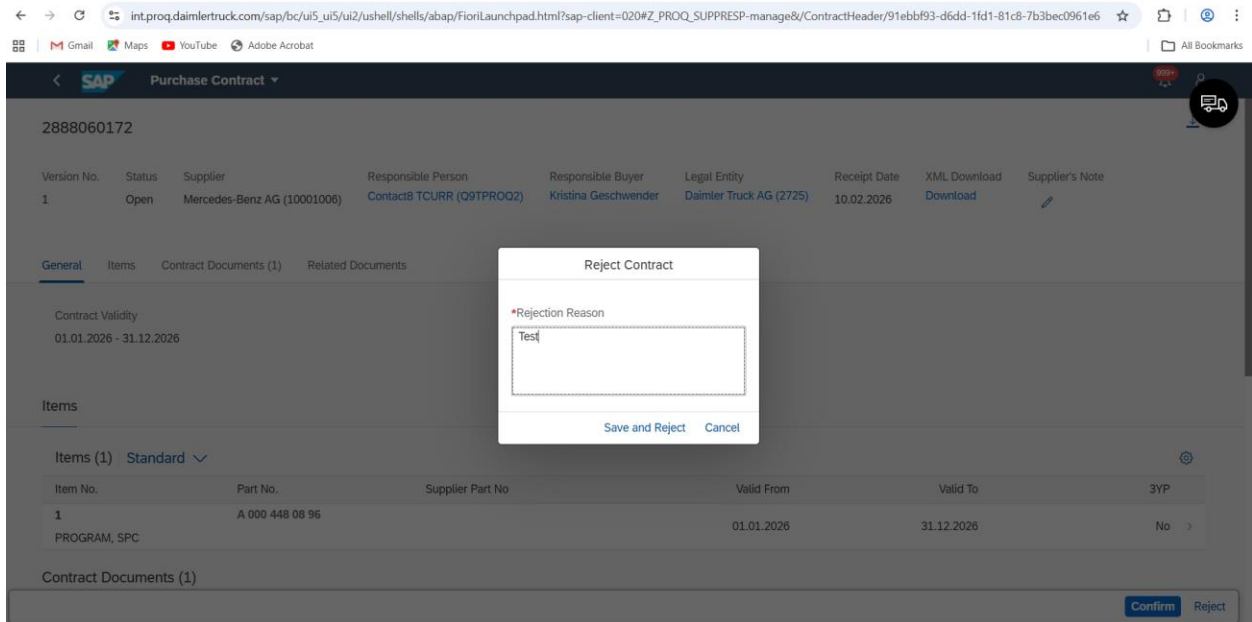 int.proq.daimlertruck.com/sap/bc/ui5_ui5/ui2/ushell/shells/abap/FioriLaunchpad.html?sap-client=020#Z_PROQ_SUPPRESP-manage&/ContractHeader/91ebbf93-d6dd-1fd1-81c8-7b3bec0961e6
Gmail Maps YouTube Adobe Acrobat All Bookmarks
SAP Purchase Contract 999+
2888060172
Version No. Status Supplier Responsible Person Responsible Buyer Legal Entity Receipt Date XML Download Supplier's Note
1 Open Mercedes-Benz AG (10001006) Contact8 TCURR (Q9TPROQ2) Kristina Geschwender Daimler Truck AG (2725) 10.02.2026 Download
General Items Contract Documents (1) Related Documents
Reject Contract
Contract Validity
01.01.2026 - 31.12.2026
*Rejection Reason
Test
Save and Reject Cancel
Items
Items (1) Standard
Item No. Part No. Supplier Part No Valid From Valid To 3YP
1 A 000 448 08 96 01.01.2026 31.12.2026 No
PROGRAM, SPC
Contract Documents (1)
Confirm Reject